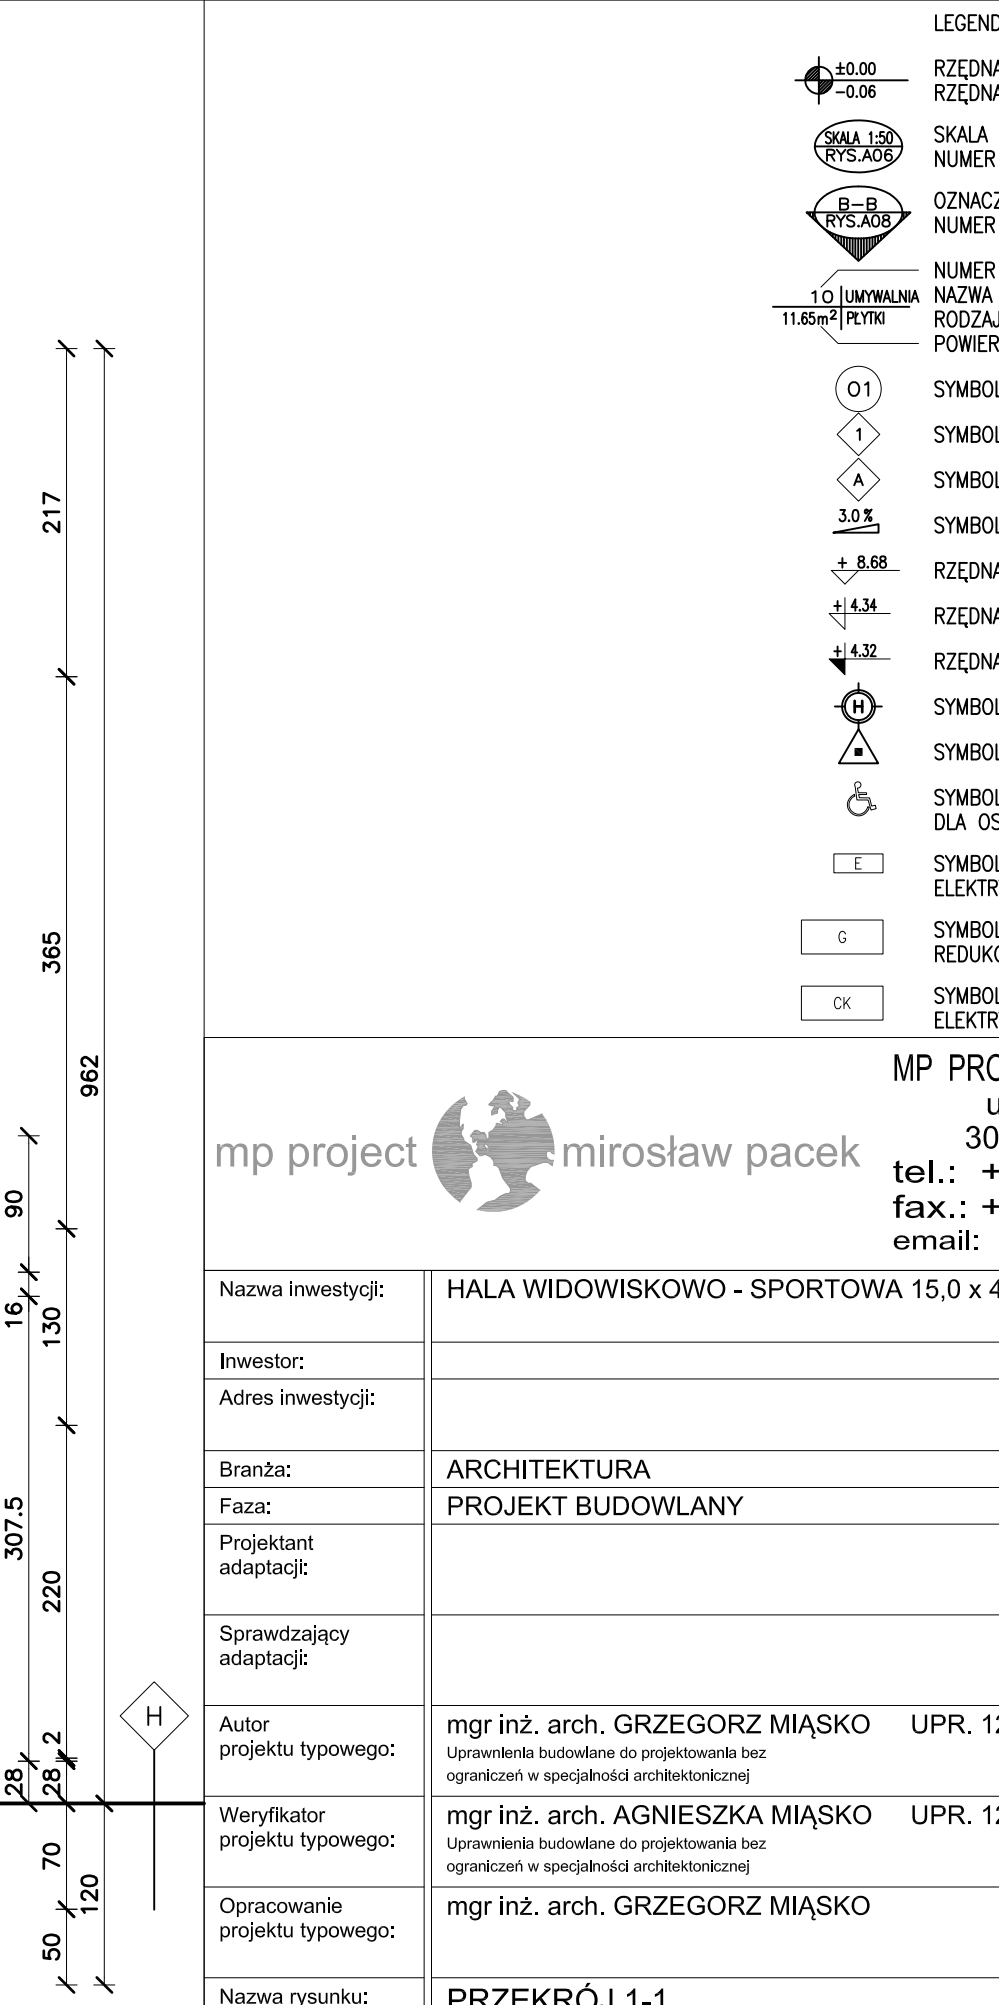 LEGEND
±0.00
-0.06
RZĘDNA
RZĘDNA
SKALA 1:50
RYS.A06
SKALA
NUMER
B-B
RYS.A08
OZNACZ
NUMER
10 UMYWALNIA
11.65m² PŁYTKI
NUMER
NAZWA
RODZAJ
POWIER
O1
SYMBOL
1
SYMBOL
A
SYMBOL
3.0%
SYMBOL
+ 8.68
RZĘDNA
+ 4.34
RZĘDNA
+ 4.32
RZĘDNA
H
SYMBOL
SYMBOL
SYMBOL
DLA OS
E
SYMBOL
ELEKTR
G
SYMBOL
REDUKC
CK
SYMBOL
ELEKTR
217
365
962
90
16
130
307.5
220
2
28
28
70
120
50
H
mp project mirosław pacek
MP PRO
u
30
tel.: +
fax.: +
email:
Nazwa inwestycji: HALA WIDOWISKOWO - SPORTOWA 15,0 x 4
Inwestor:
Adres inwestycji:
Branża: ARCHITEKTURA
Faza: PROJEKT BUDOWLANY
Projektant
adaptacji:
Sprawdzający
adaptacji:
Autor
projektu typowego:
mgr inż. arch. GRZEGORZ MIĄSKO UPR. 12
Uprawnienia budowlane do projektowania bez
ograniczeń w specjalności architektonicznej
Weryfikator
projektu typowego:
mgr inż. arch. AGNIESZKA MIĄSKO UPR. 12
Uprawnienia budowlane do projektowania bez
ograniczeń w specjalności architektonicznej
Opracowanie
projektu typowego:
mgr inż. arch. GRZEGORZ MIĄSKO
Nazwa rysunku: PRZEKRÓJ 1-1